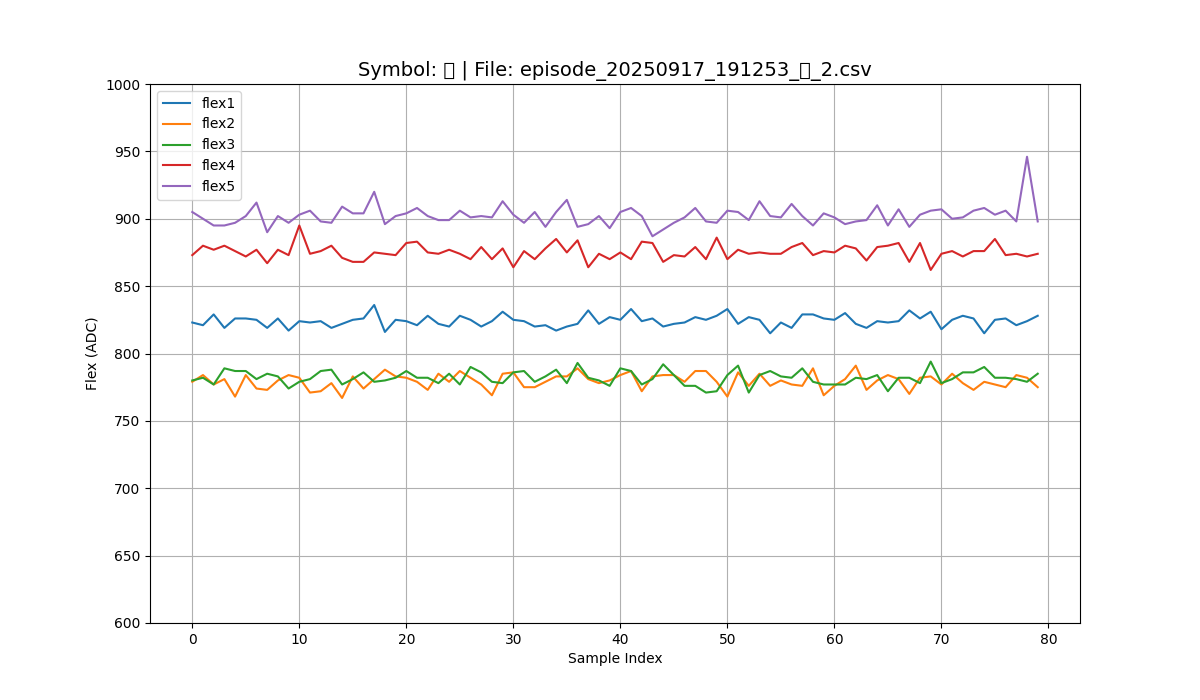 Symbol: | File: episode_20250917_191253_ _2.csv
1000
950
900
850
800
750
700
650
600
Flex (ADC)
flex1
flex2
flex3
flex4
flex5
0 10 20 30 40 50 60 70 80
Sample Index